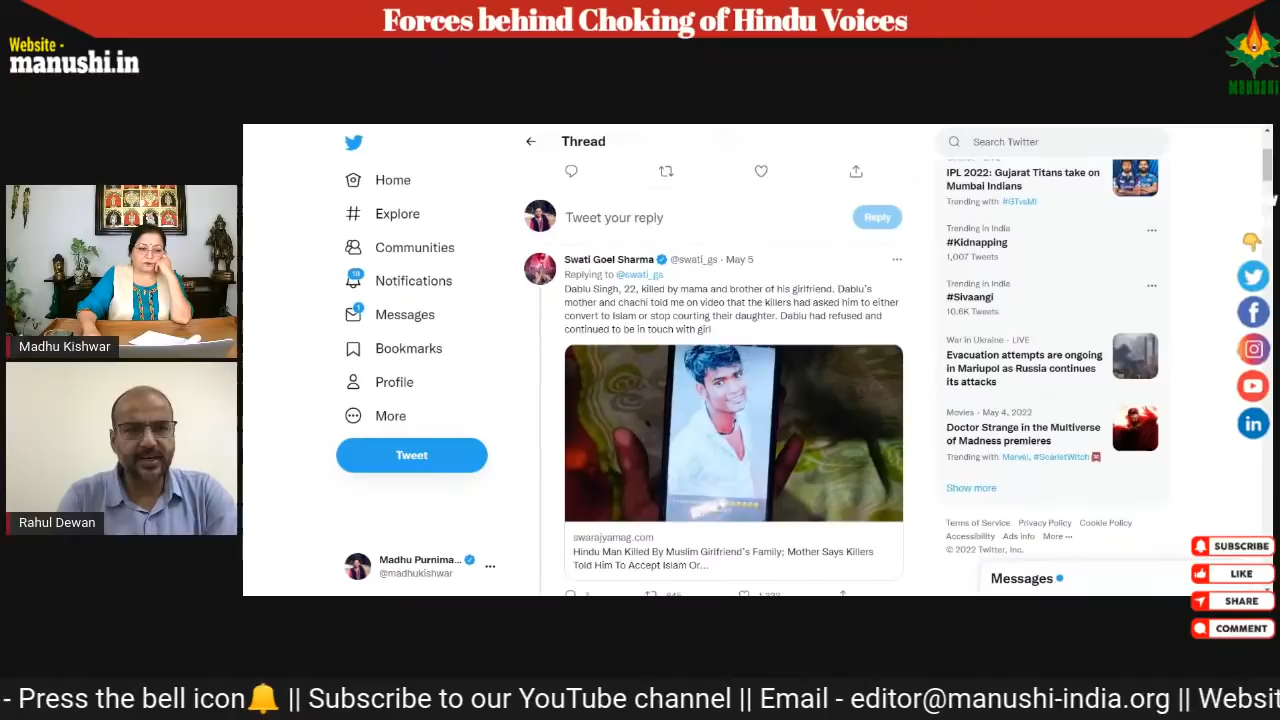 Forces behind Choking of Hindu Voices
Website -
manushi.in
MANUSHI
Madhu Kishwar
Rahul Dewan
Home
Explore
Communities
18
Notifications
1
Messages
Bookmarks
Profile
More
Tweet
Madhu Purnima...
@madhukishwar
Thread
Tweet your reply
Reply
Swati Goel Sharma @swati_gs · May 5
Replying to @swati_gs
Dablu Singh, 22, killed by mama and brother of his girlfriend. Dablu's
mother and chachi told me on video that the killers had asked him to either
convert to Islam or stop courting their daughter. Dablu had refused and
continued to be in touch with girl
swarajyamag.com
Hindu Man Killed By Muslim Girlfriend's Family; Mother Says Killers
Told Him To Accept Islam Or...
Search Twitter
IPL 2022: Gujarat Titans take on
Mumbai Indians
Trending with #GTvsMI
Trending in India
#Kidnapping
1,007 Tweets
Trending in India
#Sivaangi
10.6K Tweets
War in Ukraine · LIVE
Evacuation attempts are ongoing
in Mariupol as Russia continues
its attacks
Movies · May 4, 2022
Doctor Strange in the Multiverse
of Madness premieres
Trending with Marvel, #ScarletWitch
Show more
Terms of Service Privacy Policy Cookie Policy
Accessibility Ads info More ···
© 2022 Twitter, Inc.
Messages
in
SUBSCRIBE
LIKE
SHARE
COMMENT
- Press the bell icon🔔 || Subscribe to our YouTube channel || Email - editor@manushi-india.org || Websit